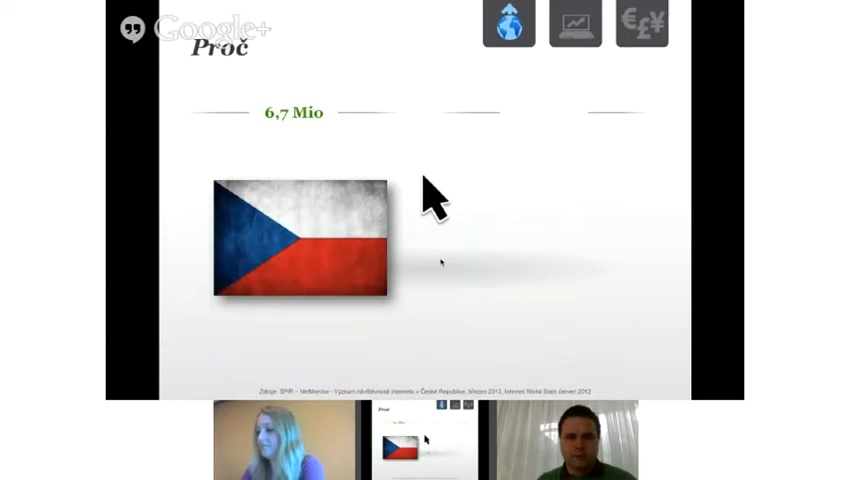 Google+
Proč
6,7 Mio
Zdroje: SPIR – NetMonitor - Výzkum návštěvnosti internetu v České Republice, březen 2013, Internet World Stats červen 2012
Proč